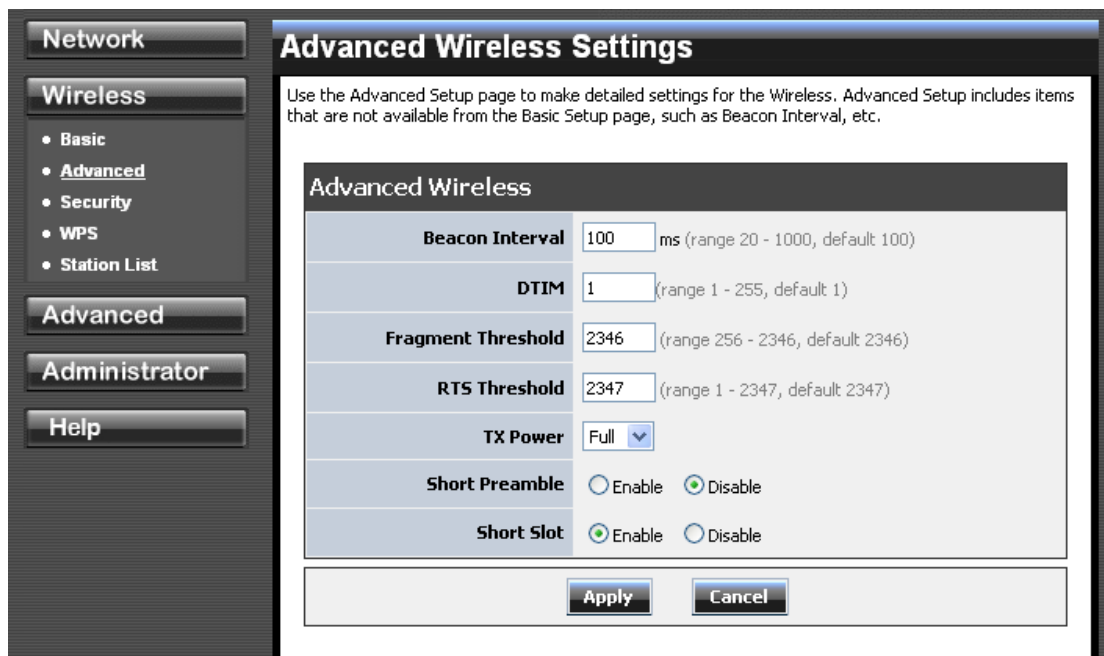 Network
Wireless
Basic
Advanced
Security
WPS
Station List
Advanced
Administrator
Help
Advanced Wireless Settings
Use the Advanced Setup page to make detailed settings for the Wireless. Advanced Setup includes items
that are not available from the Basic Setup page, such as Beacon Interval, etc.
Advanced Wireless
Beacon Interval 100 ms (range 20 - 1000, default 100)
DTIM 1 (range 1 - 255, default 1)
Fragment Threshold 2346 (range 256 - 2346, default 2346)
RTS Threshold 2347 (range 1 - 2347, default 2347)
TX Power Full
Short Preamble Enable Disable
Short Slot Enable Disable
Apply Cancel